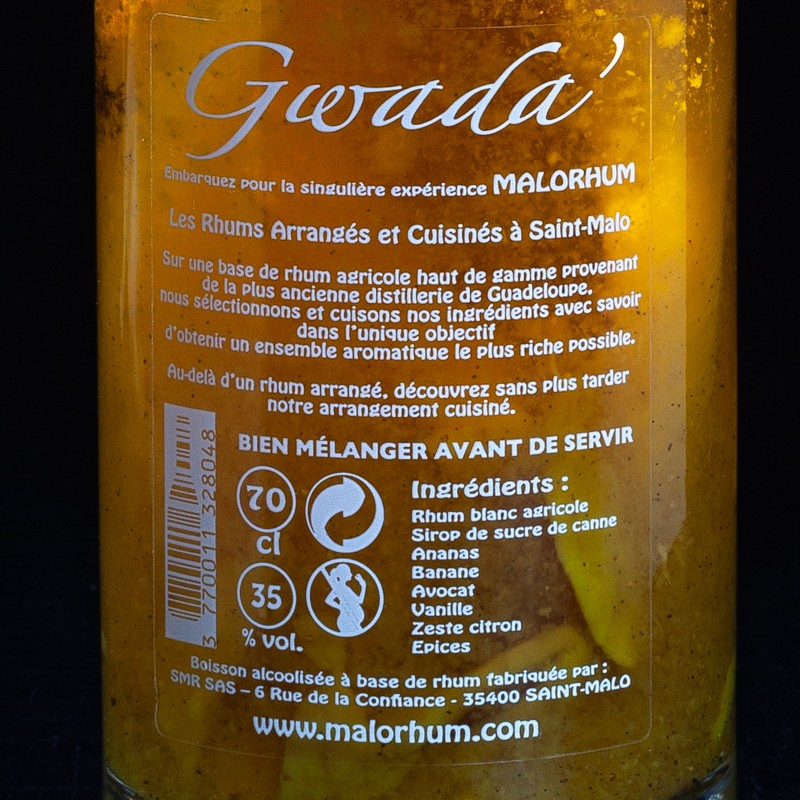 Gwada'
Embarquez pour la singulière expérience MALORHUM
Les Rhums Arrangés et Cuisinés à Saint-Malo
Sur une base de rhum agricole haut de gamme provenant
de la plus ancienne distillerie de Guadeloupe.
nous sélectionnons et cuisons nos ingrédients avec savoir
dans l'unique objectif
d'obtenir un ensemble aromatique le plus riche possible.
Au-delà d'un rhum arrangé, découvrez sans plus tarder
notre arrangement cuisiné.
BIEN MÉLANGER AVANT DE SERVIR
3 770011 328048
70
cl
35
% vol.
Ingrédients :
Rhum blanc agricole
Sirop de sucre de canne
Ananas
Banane
Avocat
Vanille
Zeste citron
Epices
Boisson alcoolisée à base de rhum fabriquée par :
SMR SAS – 6 Rue de la Confiance - 35400 SAINT-MALO
www.malorhum.com